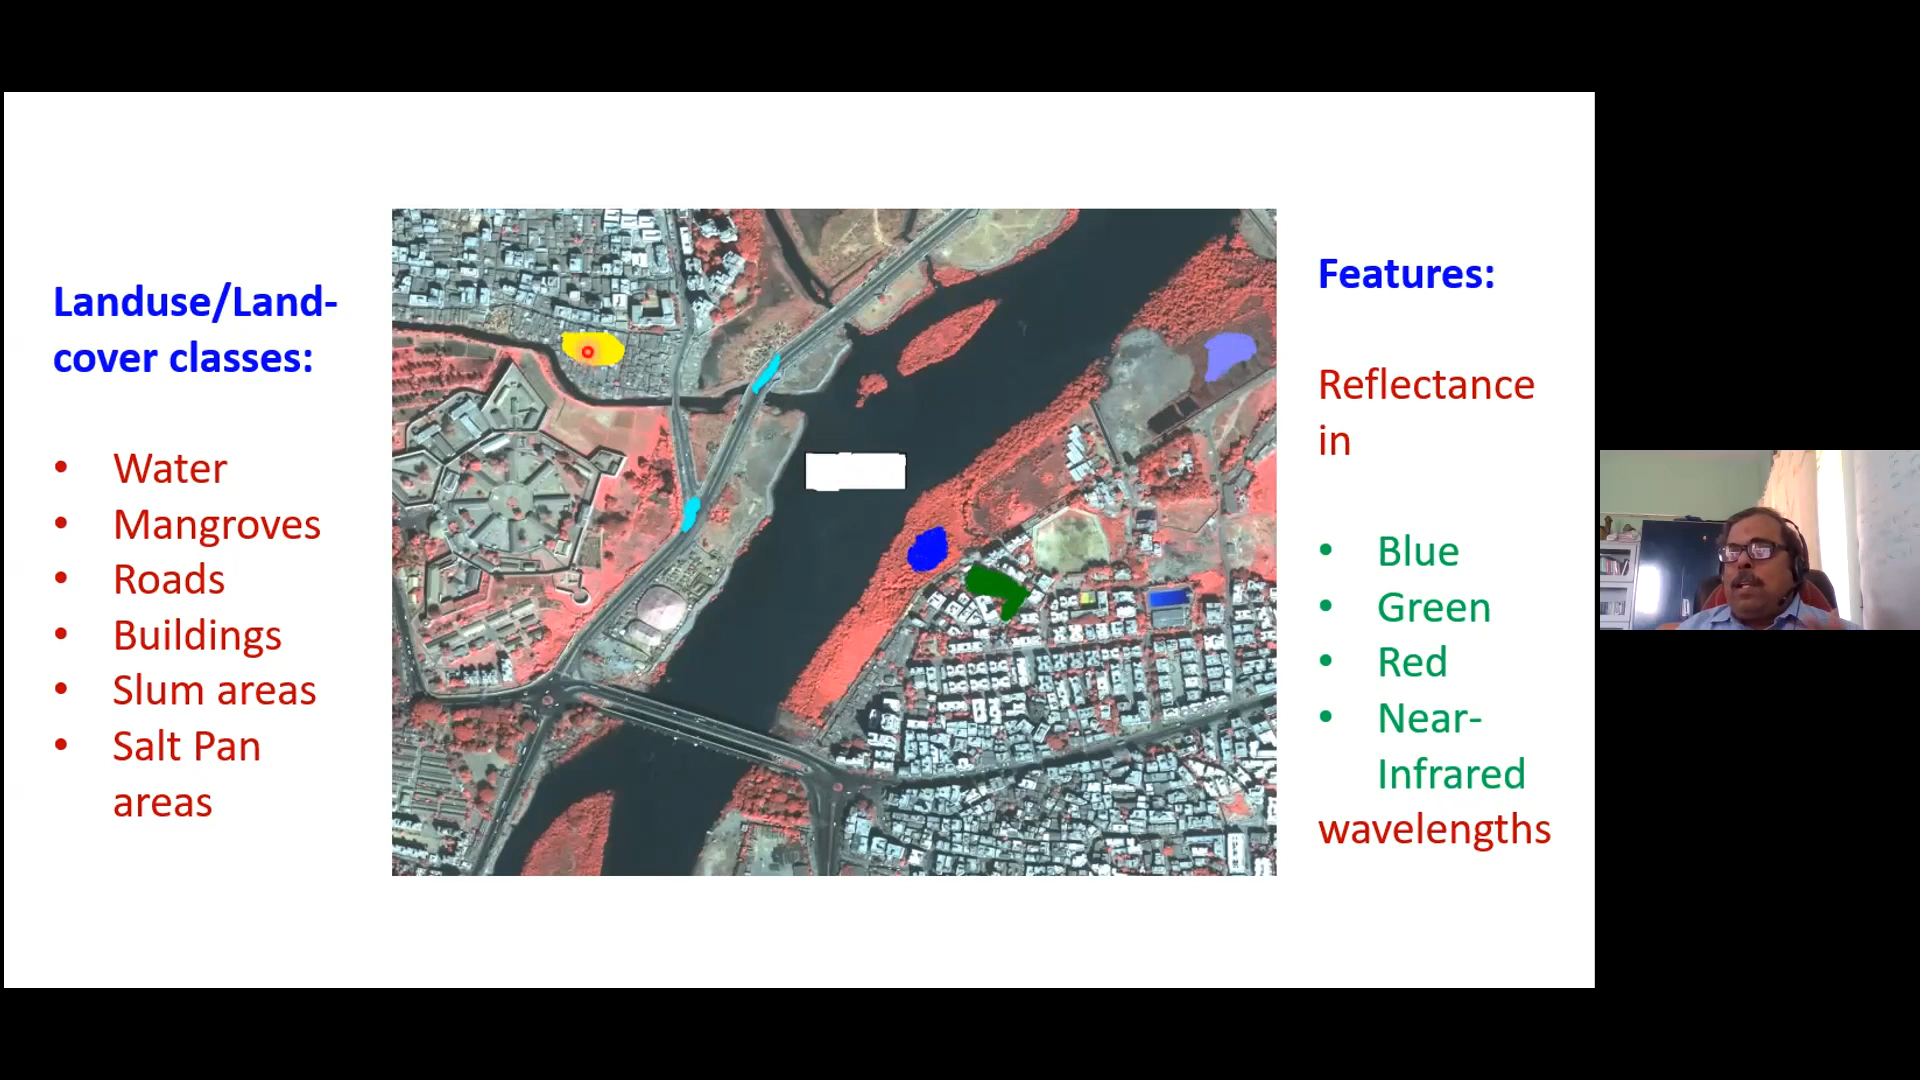 Landuse/Land-
cover classes:
• Water
• Mangroves
• Roads
• Buildings
• Slum areas
• Salt Pan
areas
Features:
Reflectance
in
• Blue
• Green
• Red
• Near-
Infrared
wavelengths